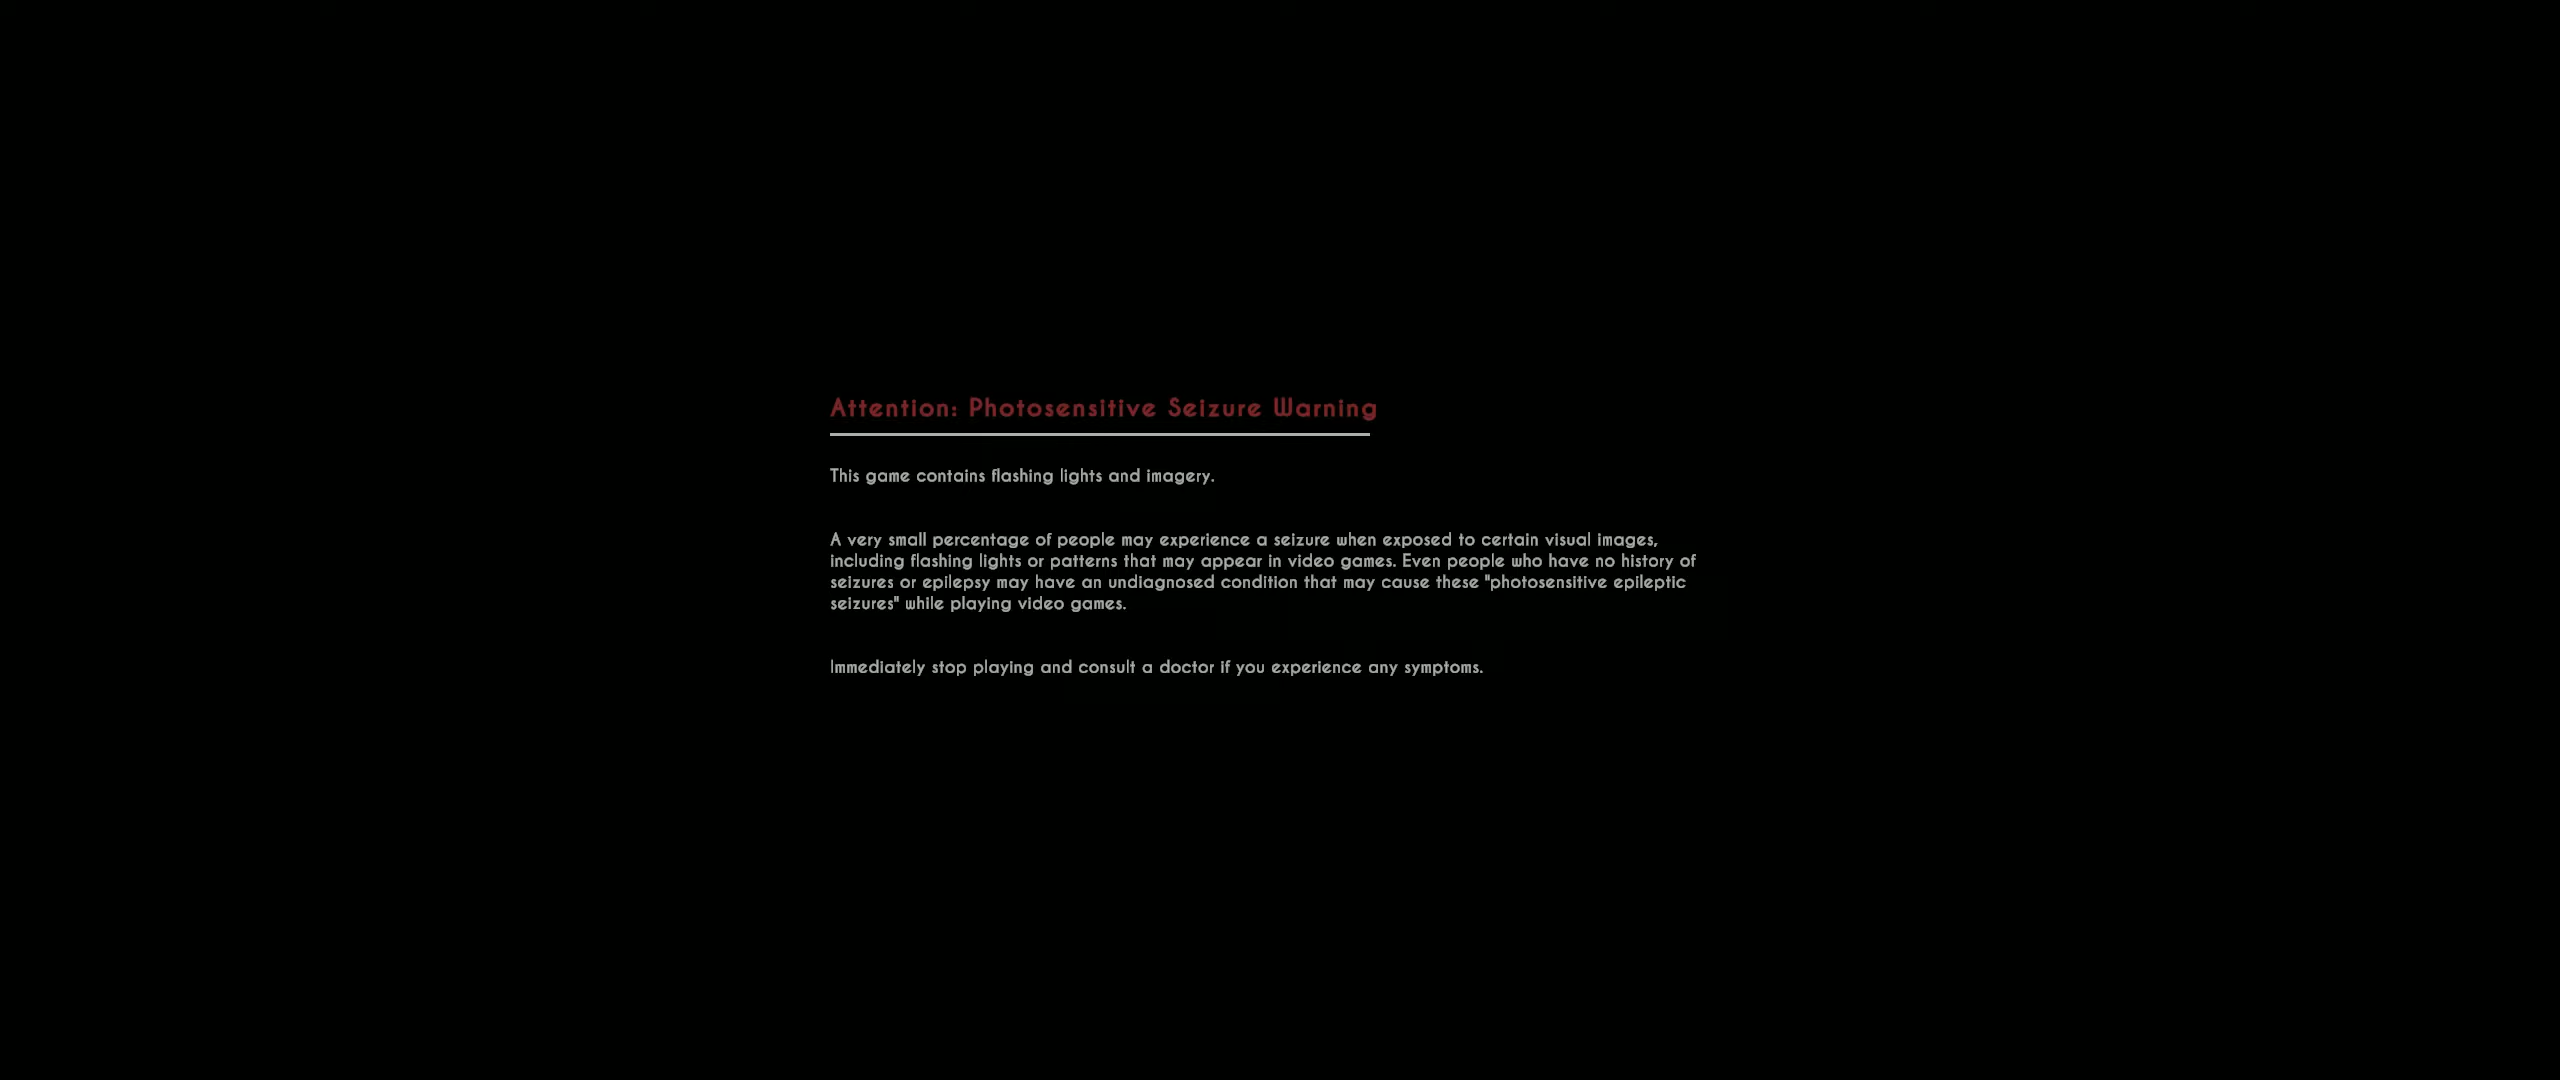 Attention: Photosensitive Seizure Warning
This game contains flashing lights and imagery.
A very small percentage of people may experience a seizure when exposed to certain visual images,
including flashing lights or patterns that may appear in video games. Even people who have no history of
seizures or epilepsy may have an undiagnosed condition that may cause these "photosensitive epileptic
seizures" while playing video games.
Immediately stop playing and consult a doctor if you experience any symptoms.